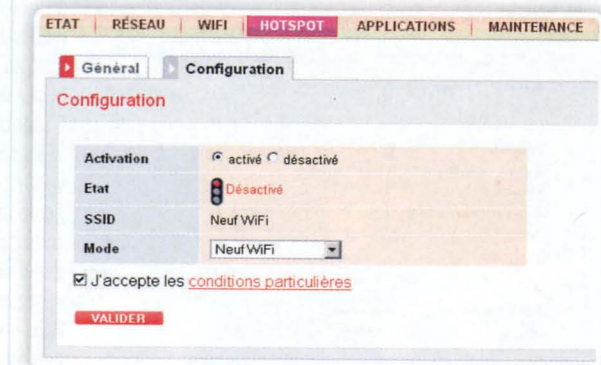 ETAT RÉSEAU WIFI HOTSPOT APPLICATIONS MAINTENANCE
Général Configuration
Configuration
Activation activé désactivé
Etat Désactivé
SSID Neuf WiFi
Mode Neuf WiFi
J'accepte les conditions particulières
VALIDER